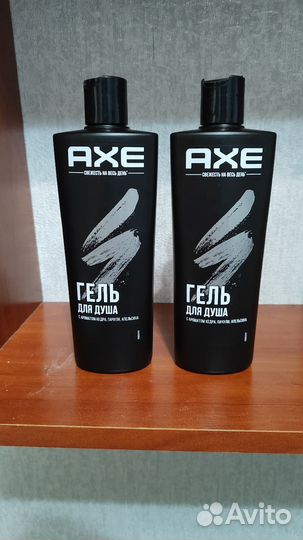 AXE
СВЕЖЕСТЬ НА ВЕСЬ ДЕНЬ
ГЕЛЬ
ДЛЯ ДУША
С АРОМАТОМ КЕДРА, ПАЧУЛИ, АПЕЛЬСИНА
AXE
СВЕЖЕСТЬ НА ВЕСЬ ДЕНЬ
ГЕЛЬ
ДЛЯ ДУША
С АРОМАТОМ КЕДРА, ПАЧУЛИ, АПЕЛЬСИНА
Avito